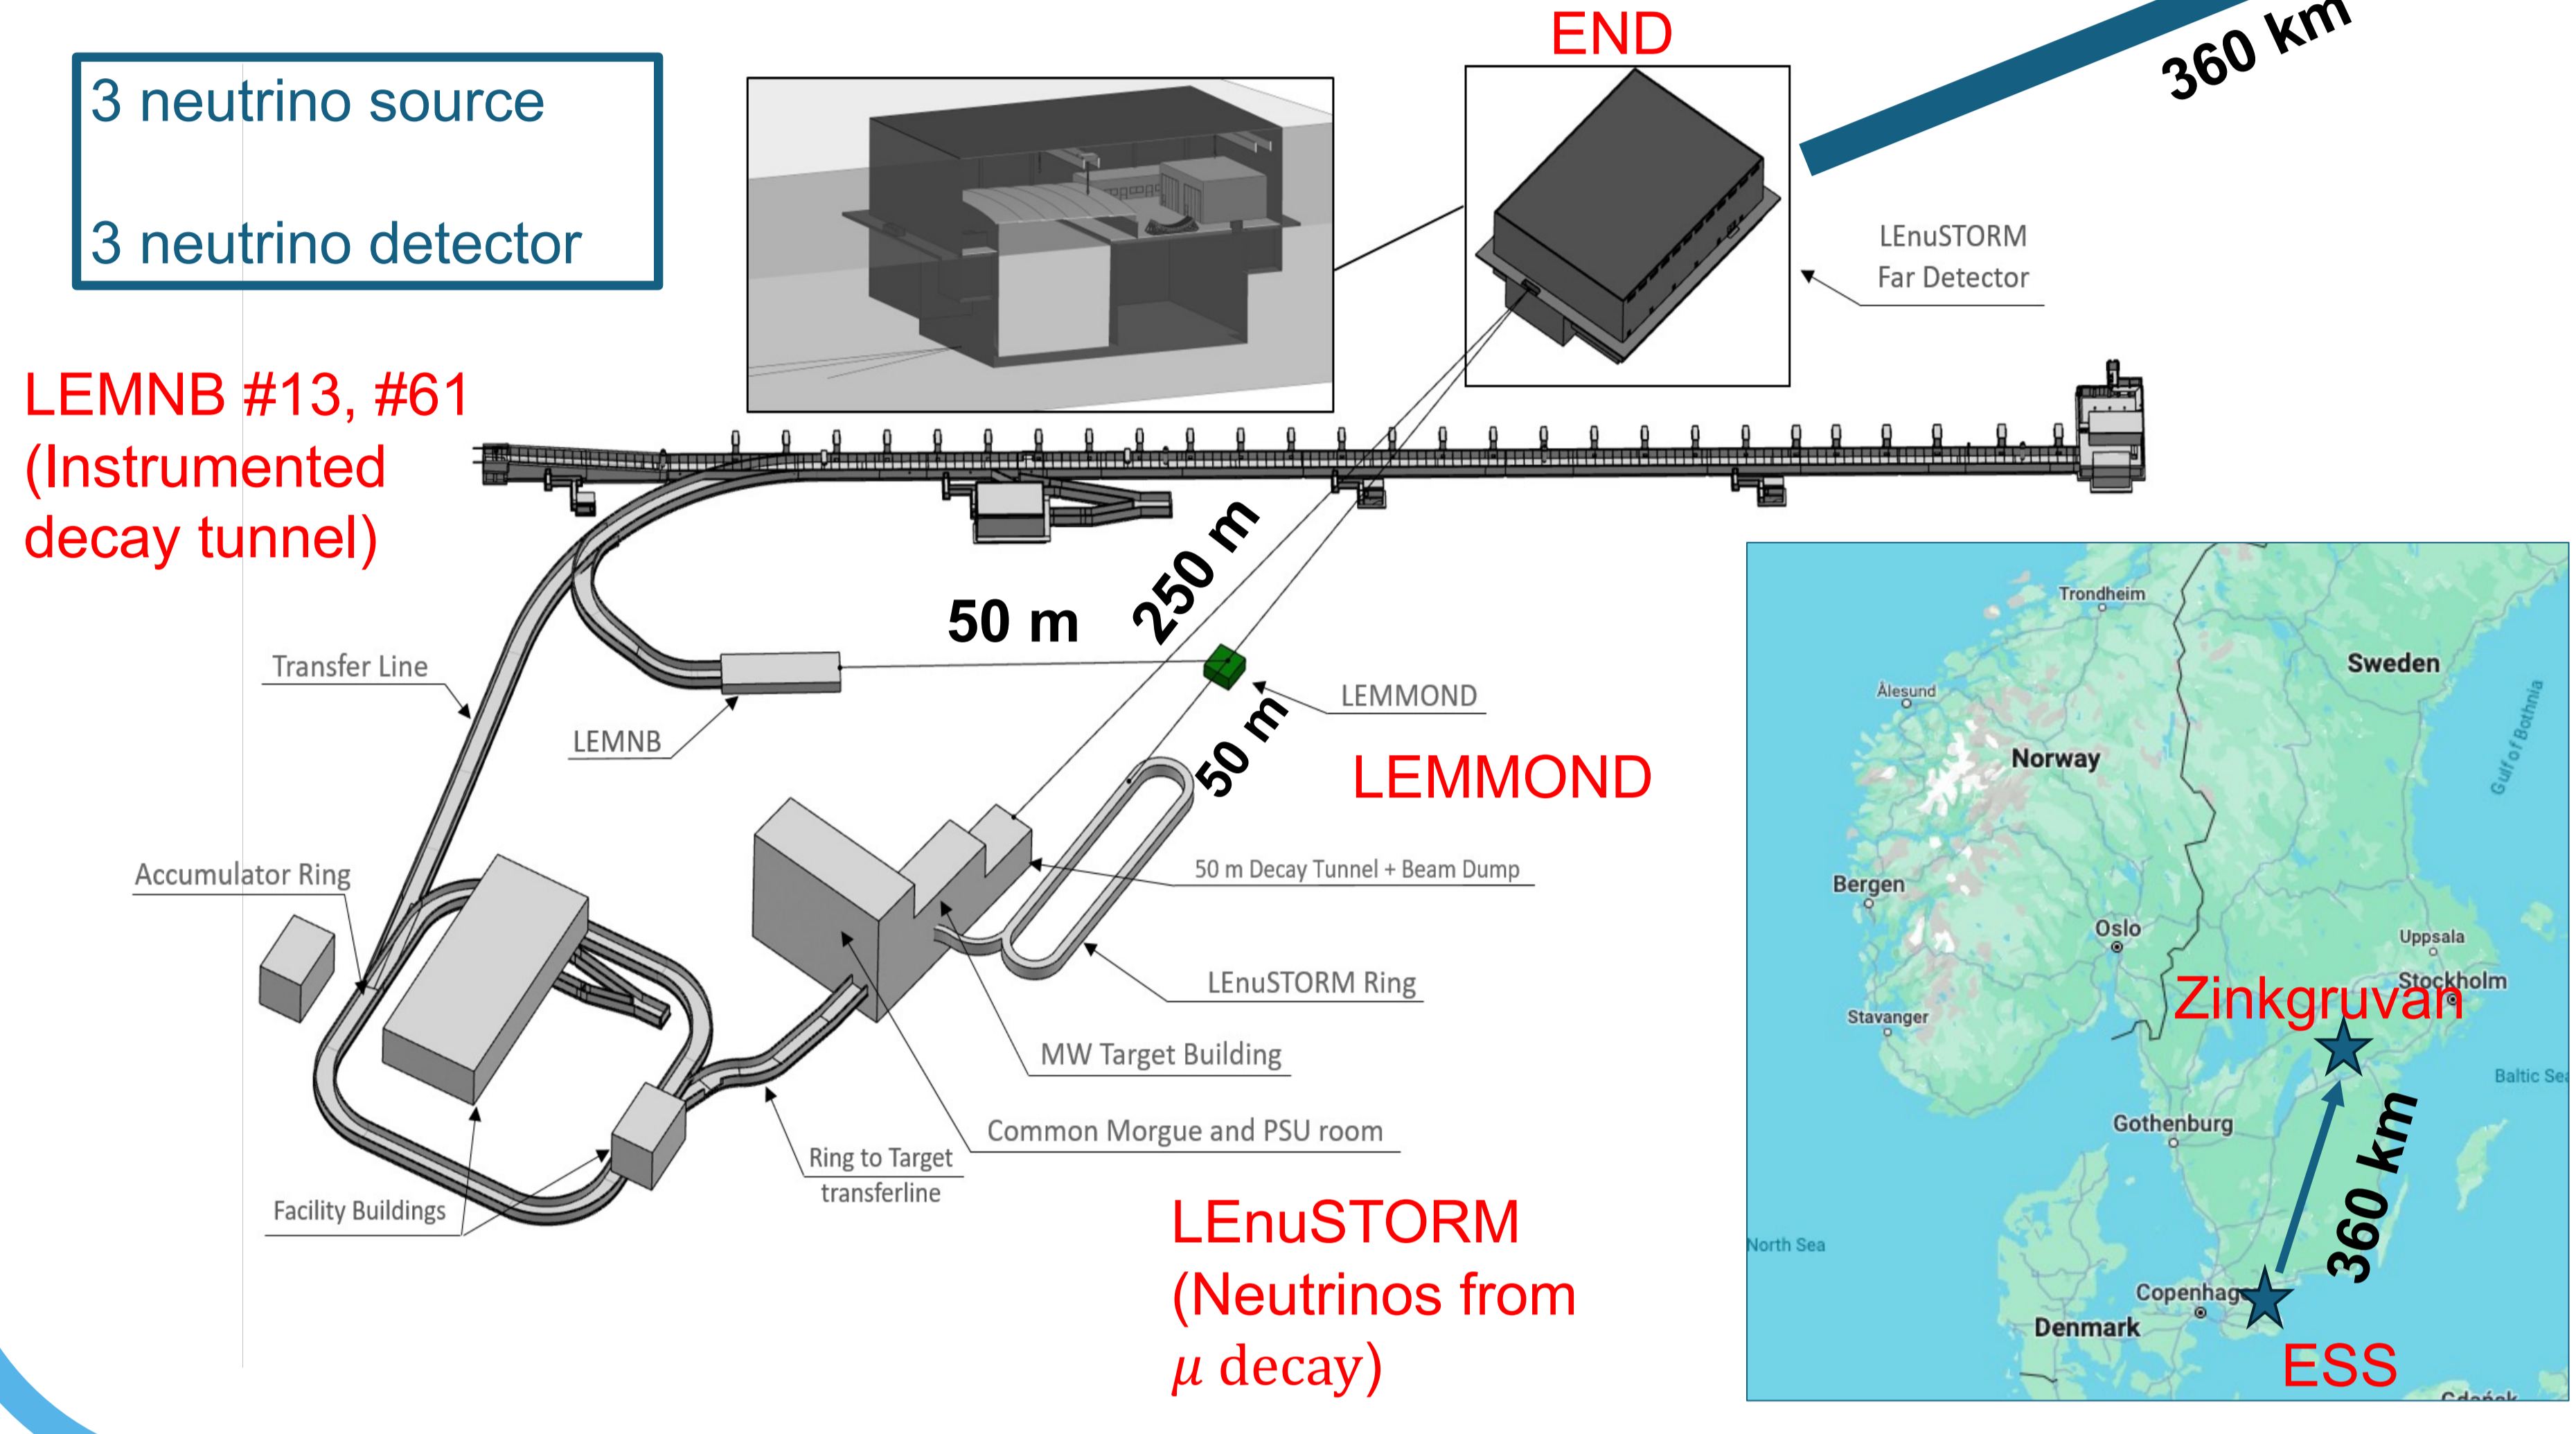 END
360 km
3 neutrino source
3 neutrino detector
LEnuSTORM
Far Detector
LEMNB #13, #61
(Instrumented
decay tunnel)
250 m
50 m
Transfer Line
LEMNB
LEMMOND
50 m
LEMMOND
Accumulator Ring
50 m Decay Tunnel + Beam Dump
LEnuSTORM Ring
MW Target Building
Common Morgue and PSU room
Ring to Target
transferline
Facility Buildings
LEnuSTORM
(Neutrinos from
μ decay)
Trondheim
Sweden
Ålesund
Gulf of Bothnia
Norway
Bergen
Oslo
Uppsala
Stockholm
Zinkgruvan
Stavanger
Baltic Sea
Gothenburg
360 km
North Sea
Copenhag
Denmark
ESS